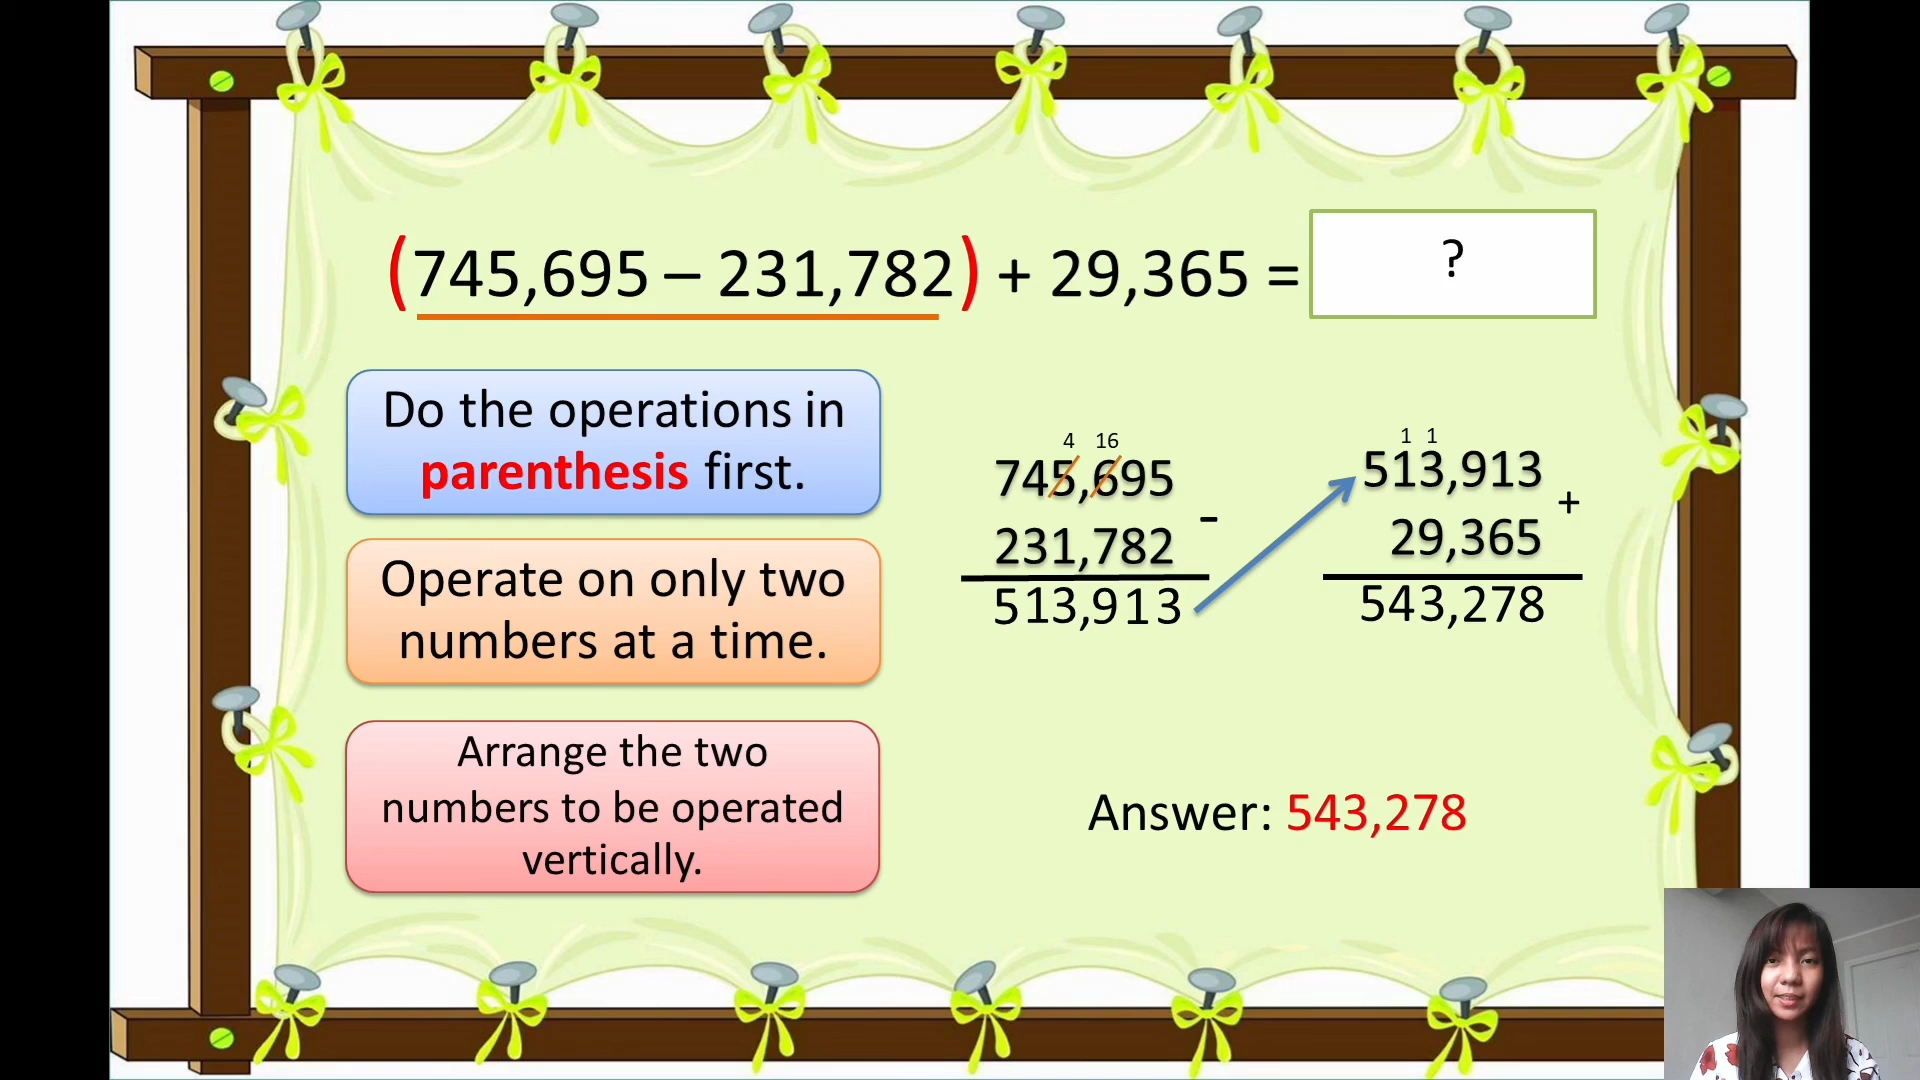 (745,695 – 231,782) + 29,365 =
?
Do the operations in
parenthesis first.
Operate on only two
numbers at a time.
Arrange the two
numbers to be operated
vertically.
4 16
745,695
-
231,782
513,913
1 1
513,913
+
29,365
543,278
Answer: 543,278